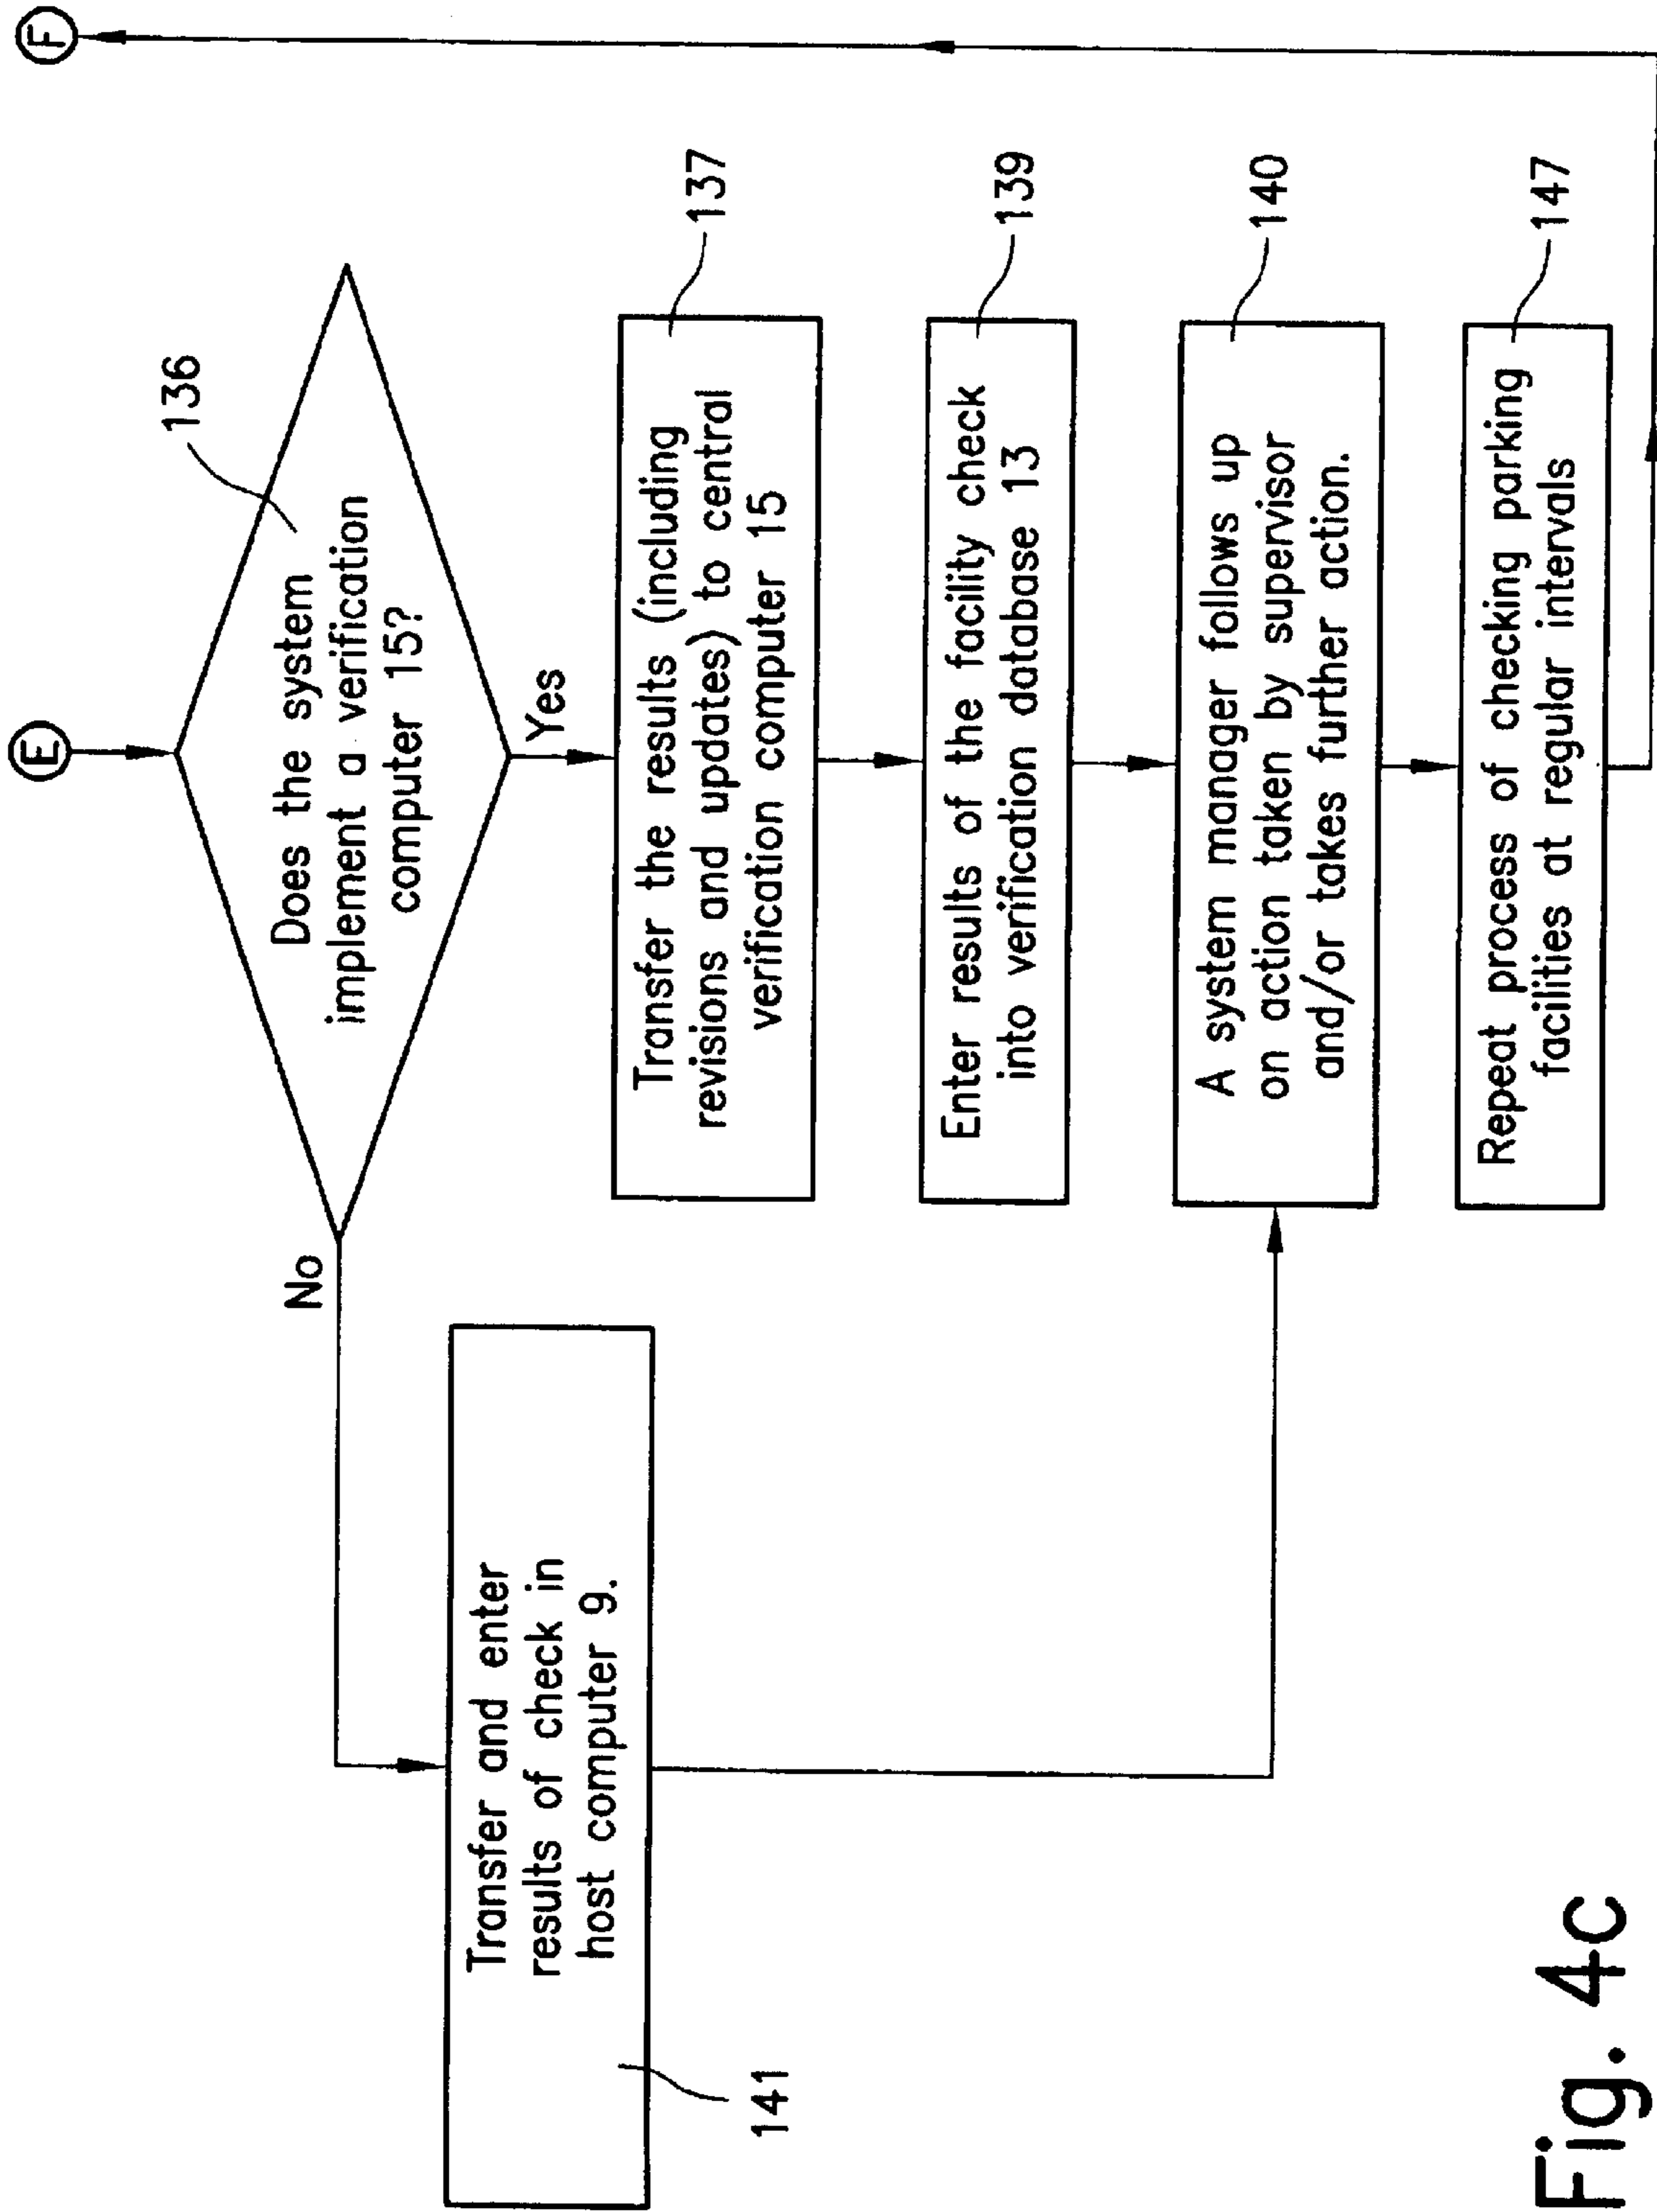 E
F
136
Does the system
implement a verification
computer 15?
No
Yes
137
Transfer the results (including
revisions and updates) to central
verification computer 15
139
Enter results of the facility check
into verification database 13
140
A system manager follows up
on action taken by supervisor
and/or takes further action.
147
Repeat process of checking parking
facilities at regular intervals
Transfer and enter
results of check in
host computer 9.
141
Fig. 4c